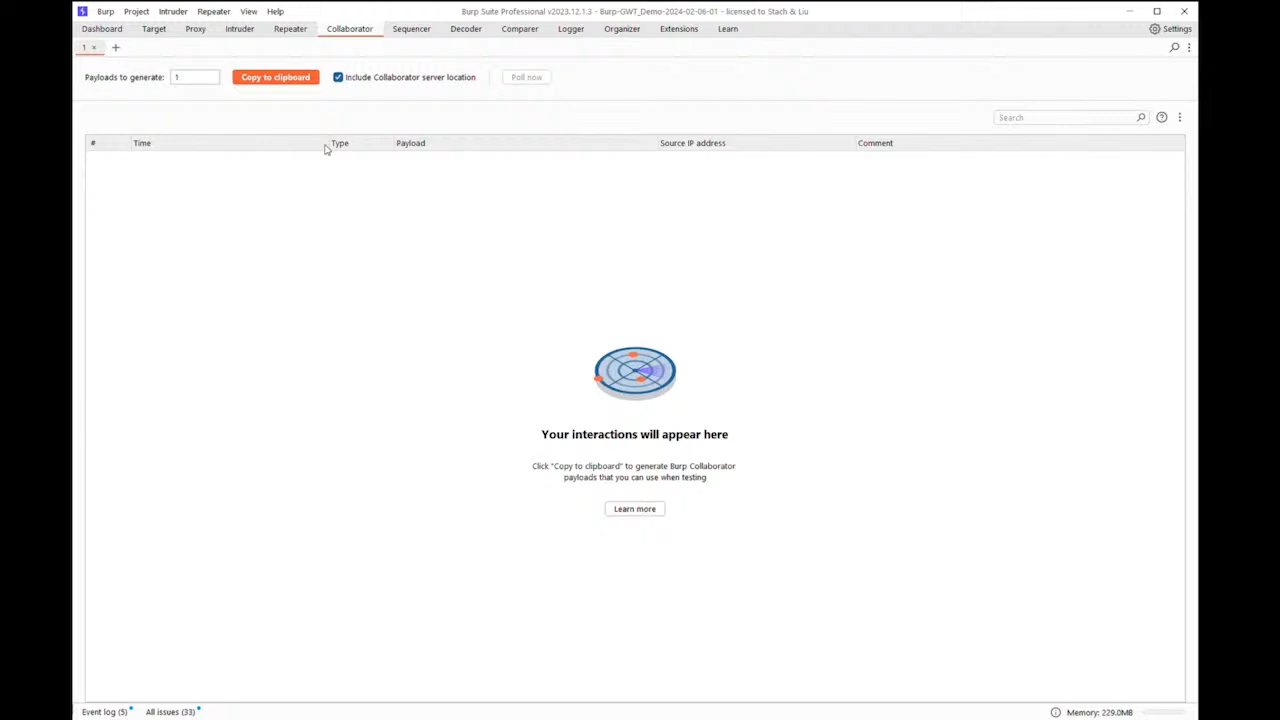 Burp Project Intruder Repeater View Help Burp Suite Professional v2023.12.1.3 - Burp-GWT_Demo-2024-02-06-01 - licensed to Stach & Liu
Dashboard Target Proxy Intruder Repeater Collaborator Sequencer Decoder Comparer Logger Organizer Extensions Learn Settings
1 × +
Payloads to generate: 1 Copy to clipboard Include Collaborator server location Poll now
Search
# Time Type Payload Source IP address Comment
Your interactions will appear here
Click "Copy to clipboard" to generate Burp Collaborator
payloads that you can use when testing
Learn more
Event log (5) All issues (33) Memory: 229.0MB